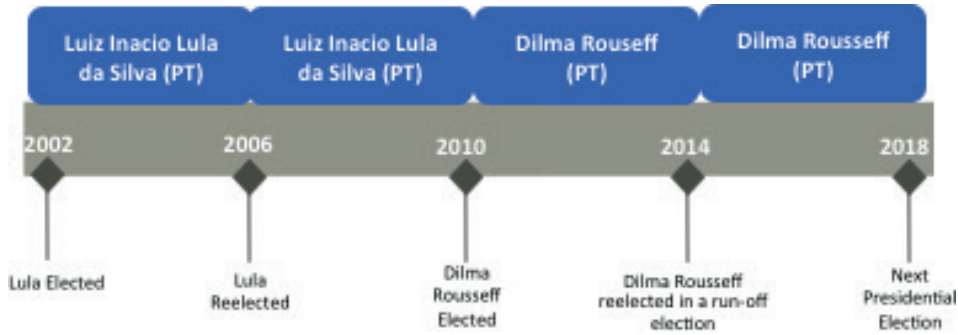 Luiz Inacio Lula
da Silva (PT)
Luiz Inacio Lula
da Silva (PT)
Dilma Rouseff
(PT)
Dilma Rousseff
(PT)
2002
2006
2010
2014
2018
Lula Elected
Lula
Reelected
Dilma
Rousseff
Elected
Dilma Rousseff
reelected in a run-off
election
Next
Presidential
Election